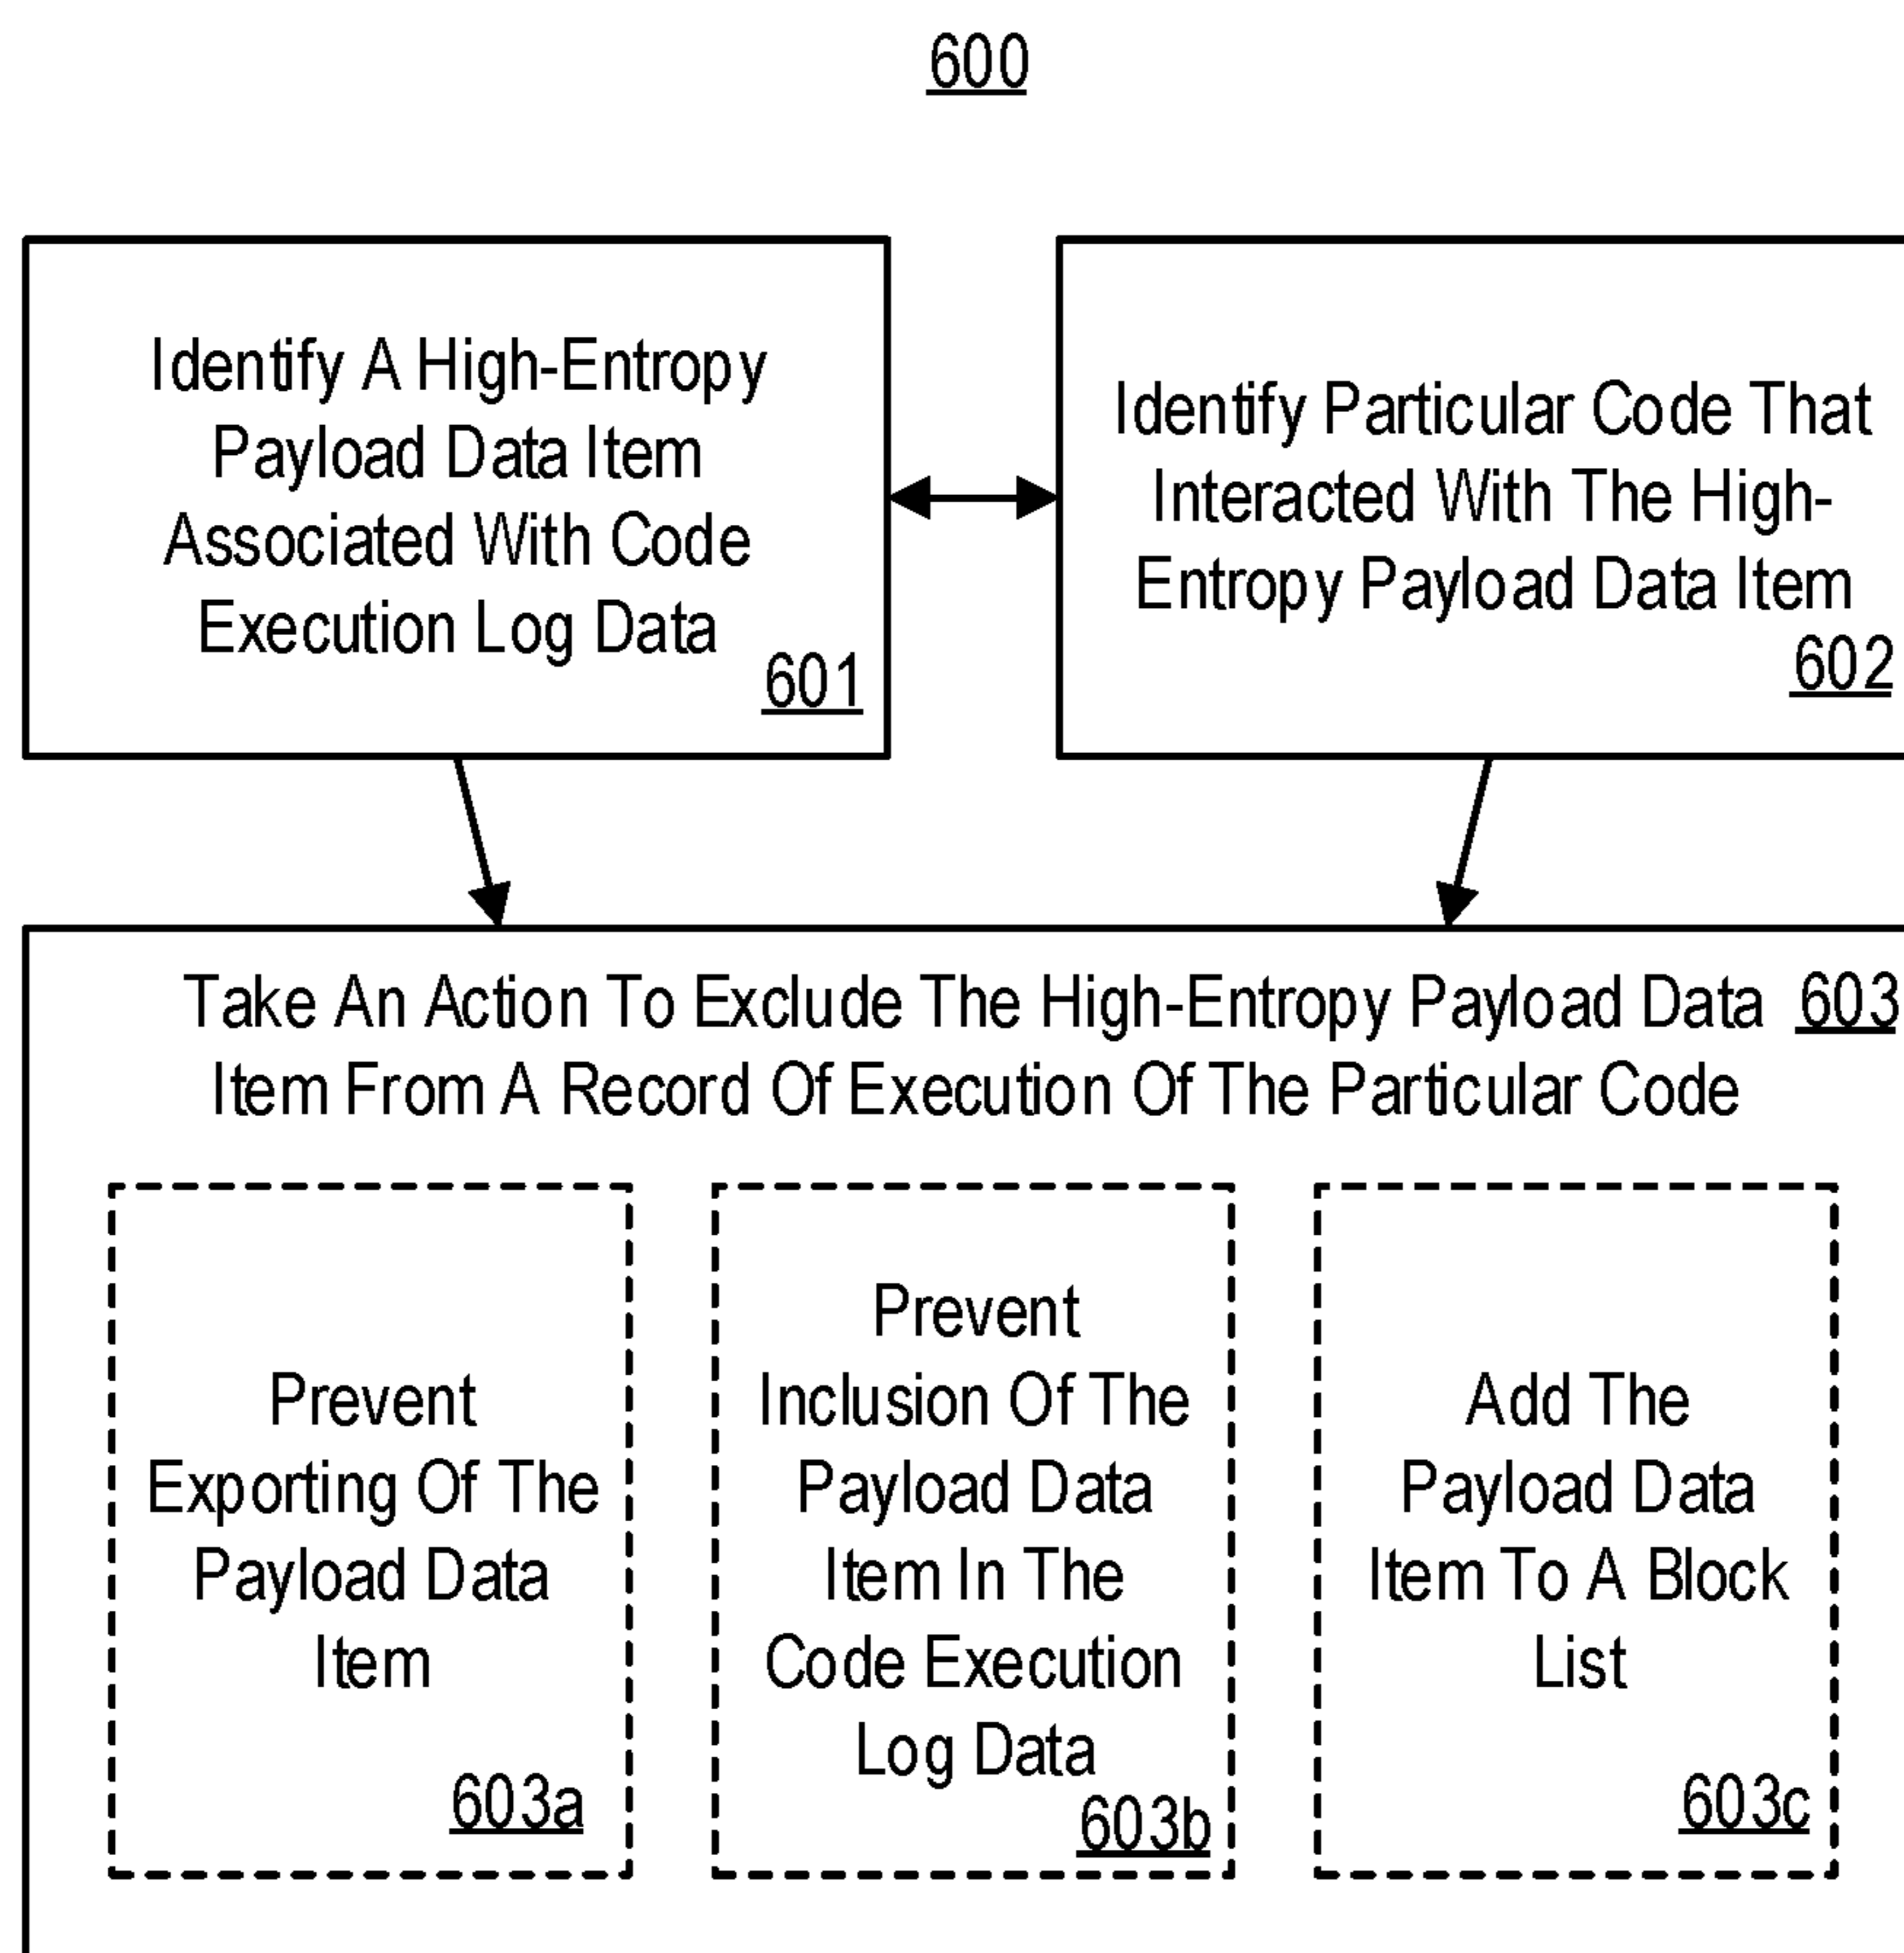 600
Identify A High-Entropy
Payload Data Item
Associated With Code
Execution Log Data
601
Identify Particular Code That
Interacted With The High-
Entropy Payload Data Item
602
Take An Action To Exclude The High-Entropy Payload Data 603
Item From A Record Of Execution Of The Particular Code
Prevent
Exporting Of The
Payload Data
Item
603a
Prevent
Inclusion Of The
Payload Data
Item In The
Code Execution
Log Data
603b
Add The
Payload Data
Item To A Block
List
603c